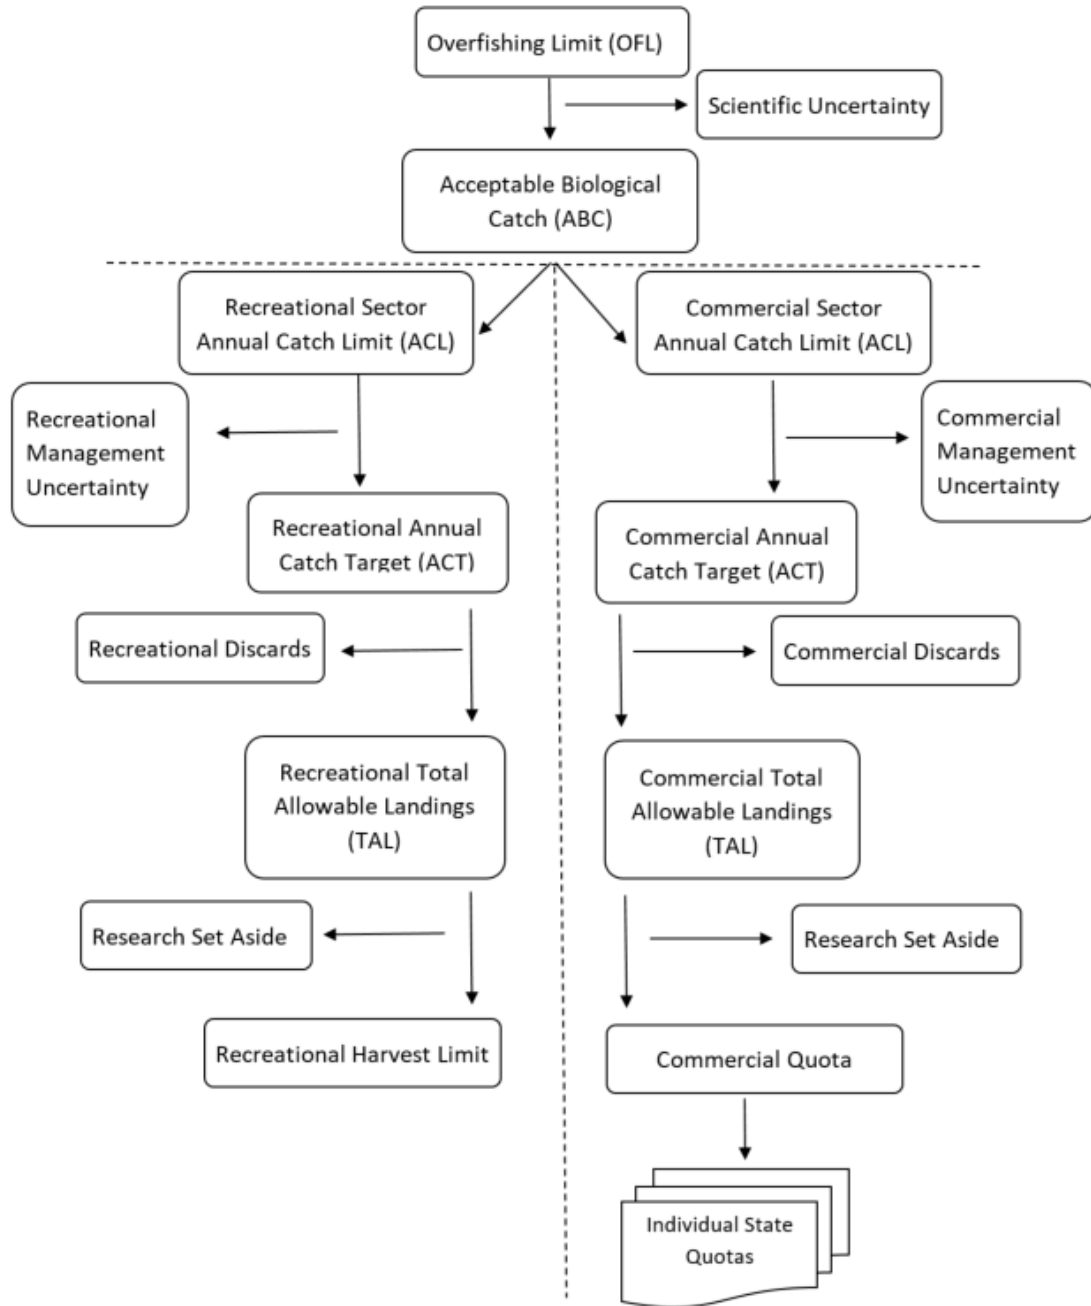 Overfishing Limit (OFL)
Scientific Uncertainty
Acceptable Biological
Catch (ABC)
Recreational Sector
Annual Catch Limit (ACL)
Commercial Sector
Annual Catch Limit (ACL)
Recreational
Management
Uncertainty
Commercial
Management
Uncertainty
Recreational Annual
Catch Target (ACT)
Commercial Annual
Catch Target (ACT)
Recreational Discards
Commercial Discards
Recreational Total
Allowable Landings
(TAL)
Commercial Total
Allowable Landings
(TAL)
Research Set Aside
Research Set Aside
Recreational Harvest Limit
Commercial Quota
Individual State
Quotas